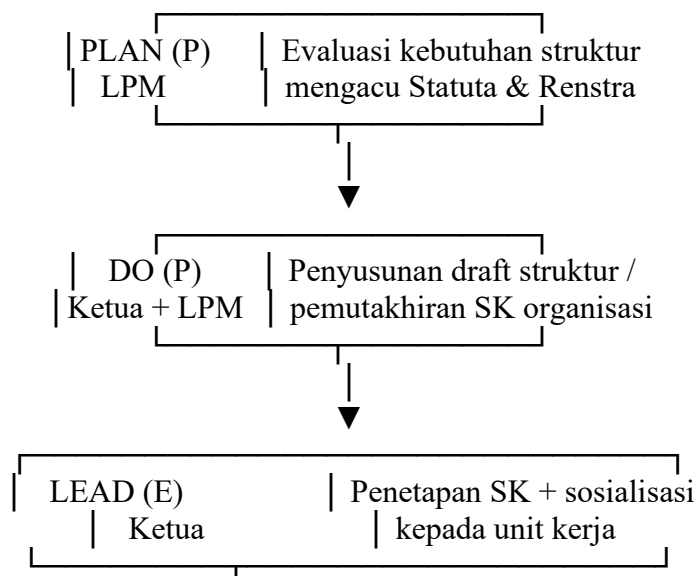 PLAN (P) Evaluasi kebutuhan struktur
LPM mengacu Statuta & Renstra
DO (P) Penyusunan draft struktur /
Ketua + LPM pemutakhiran SK organisasi
LEAD (E) Penetapan SK + sosialisasi
Ketua kepada unit kerja